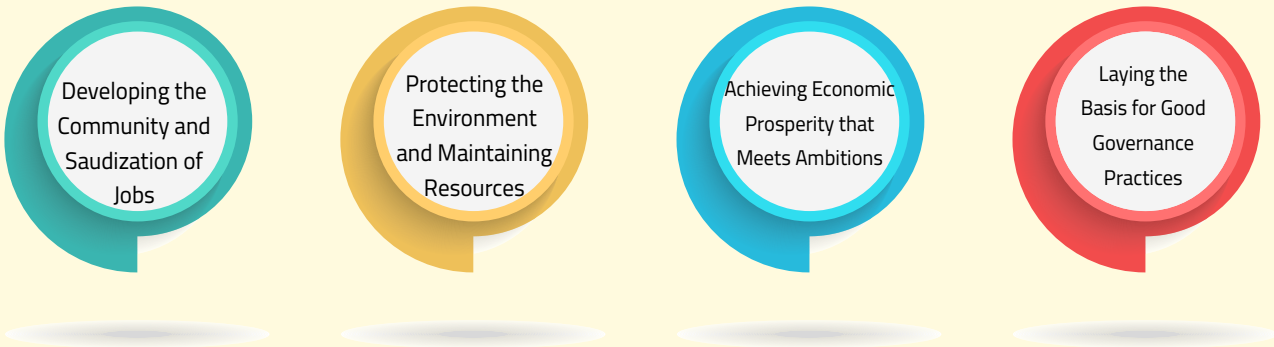 Developing the
Community and
Saudization of
Jobs
Protecting the
Environment
and Maintaining
Resources
Achieving Economic
Prosperity that
Meets Ambitions
Laying the
Basis for Good
Governance
Practices